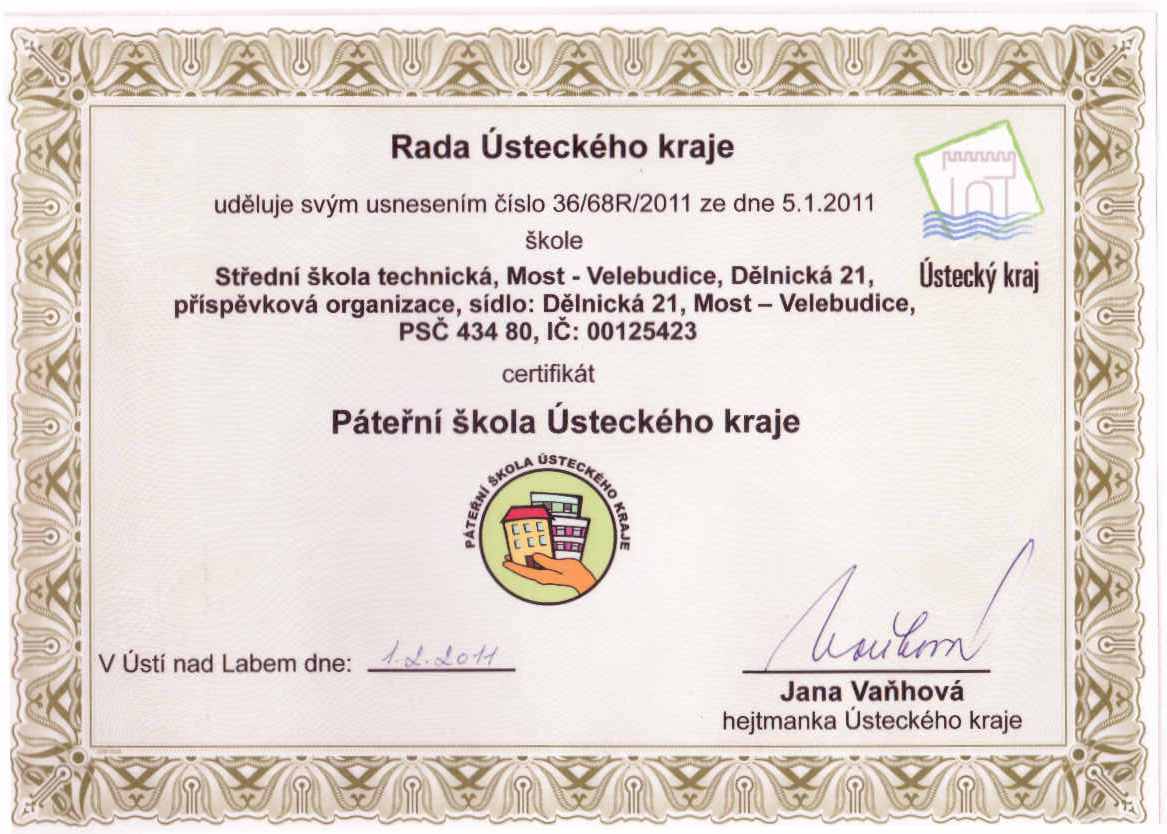 Rada Ústeckého kraje
uděluje svým usnesením číslo 36/68R/2011 ze dne 5.1.2011
škole
Střední škola technická, Most - Velebudice, Dělnická 21,
příspěvková organizace, sídlo: Dělnická 21, Most – Velebudice,
PSČ 434 80, IČ: 00125423
Ústecký kraj
certifikát
Páteřní škola Ústeckého kraje
PÁTEŘNÍ ŠKOLA ÚSTECKÉHO KRAJE
V Ústí nad Labem dne: 1.2.2011
Jana Vaňhová
hejtmanka Ústeckého kraje